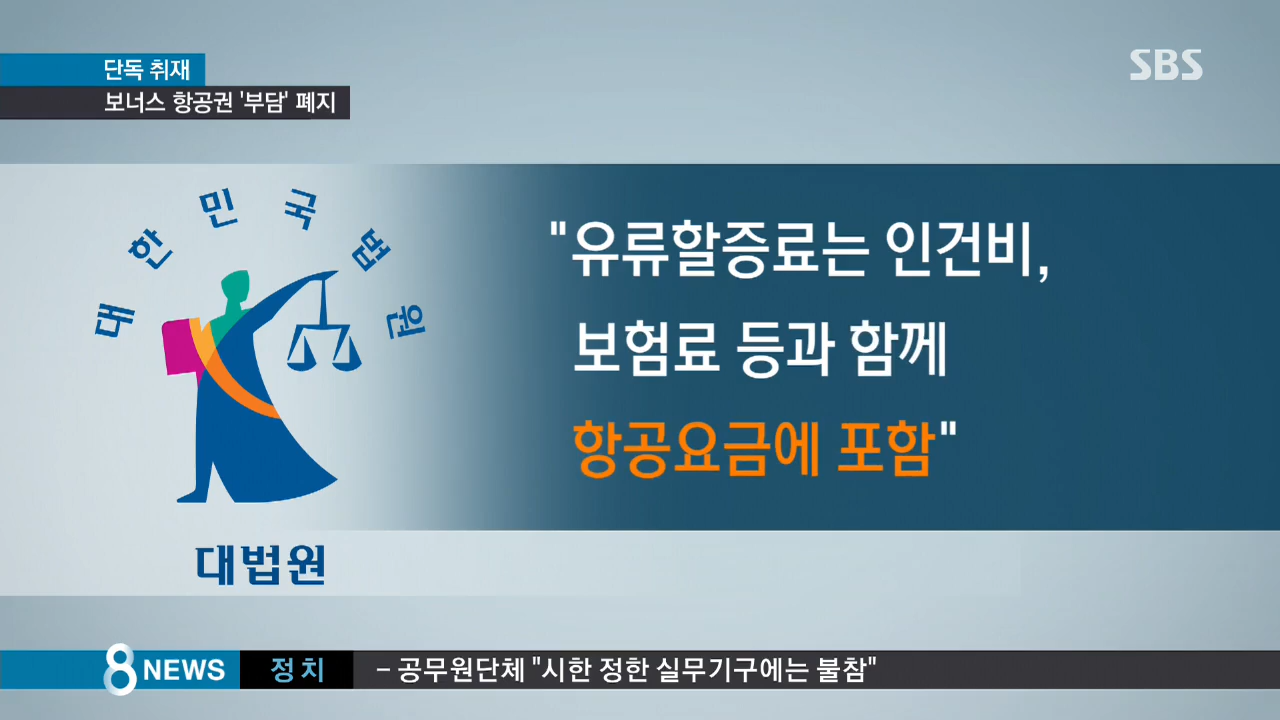 단독 취재
SBS
보너스 항공권 '부담' 폐지
대한민국법원
"유류할증료는 인건비,
보험료 등과 함께
항공요금에 포함"
대법원
8 NEWS 정치 - 공무원단체 "시한 정한 실무기구에는 불참"